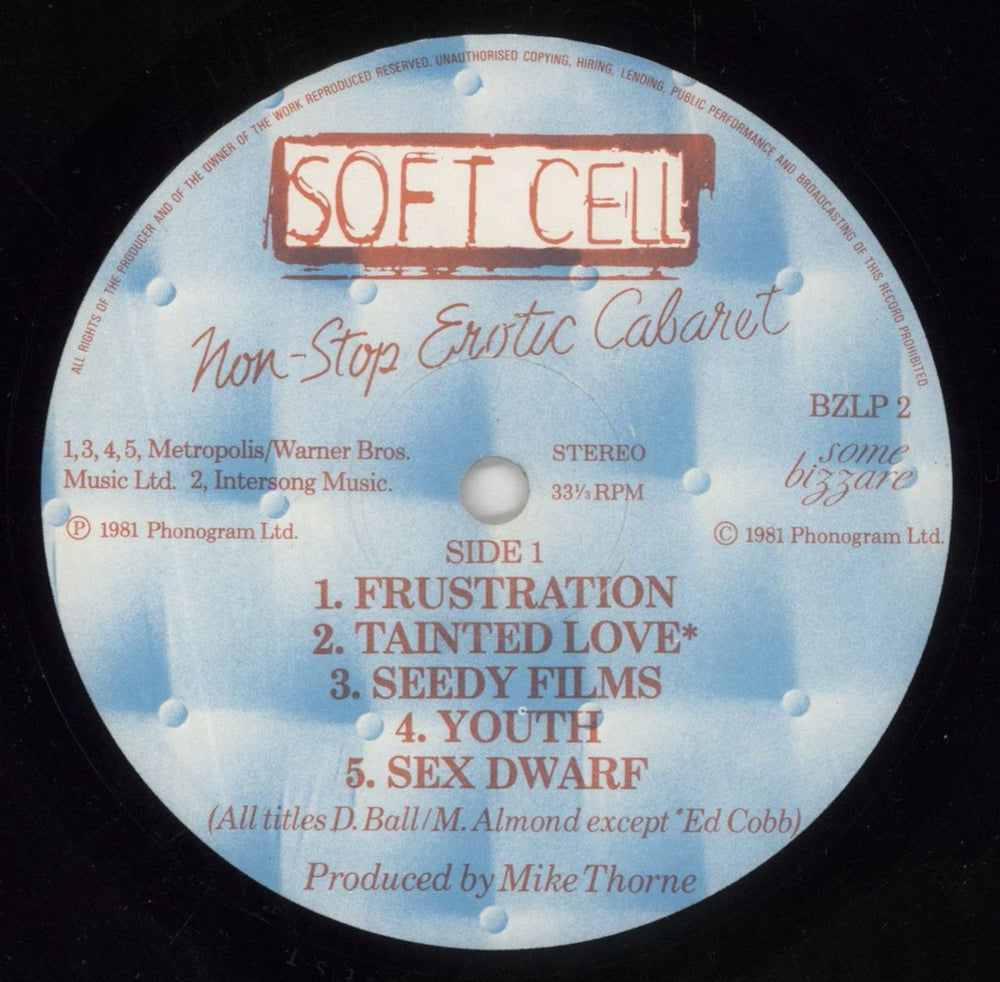 ALL RIGHTS OF THE PRODUCER AND OF THE OWNER OF THE WORK REPRODUCED RESERVED. UNAUTHORISED COPYING, HIRING, LENDING, PUBLIC PERFORMANCE AND BROADCASTING OF THIS RECORD PROHIBITED
SOFT CELL
Non-Stop Erotic Cabaret
BZLP 2
some
bizzare
1,3,4,5, Metropolis/Warner Bros.
Music Ltd. 2, Intersong Music.
Ⓟ 1981 Phonogram Ltd.
STEREO
33⅓ RPM
© 1981 Phonogram Ltd.
SIDE 1
1. FRUSTRATION
2. TAINTED LOVE*
3. SEEDY FILMS
4. YOUTH
5. SEX DWARF
(All titles D. Ball/M. Almond except *Ed Cobb)
Produced by Mike Thorne